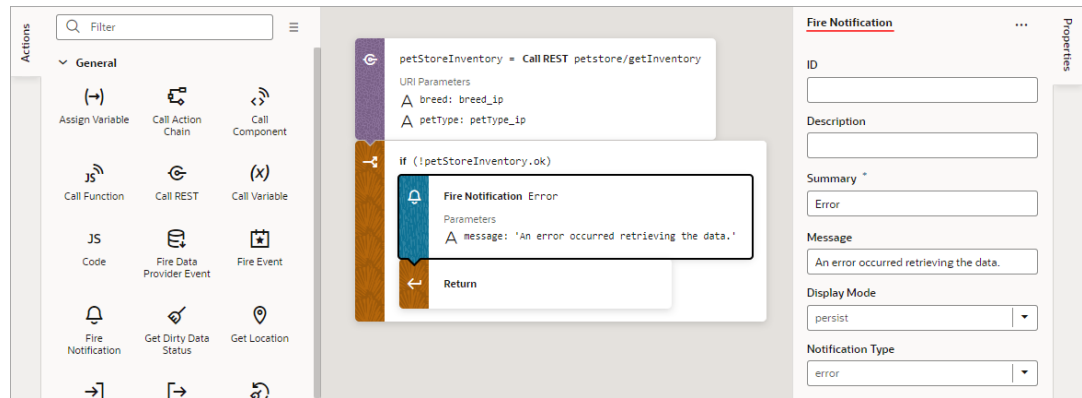 Actions
Filter
General
Assign Variable
Call Action
Chain
Call
Component
JS
Call Function
Call REST
(x)
Call Variable
JS
Code
Fire Data
Provider Event
Fire Event
Fire
Notification
Get Dirty Data
Status
Get Location
petStoreInventory = Call REST petstore/getInventory
URI Parameters
A breed: breed_ip
A petType: petType_ip
if (!petStoreInventory.ok)
Fire Notification Error
Parameters
A message: 'An error occurred retrieving the data.'
Return
Fire Notification
...
ID
Description
Summary *
Error
Message
An error occurred retrieving the data.
Display Mode
persist
Notification Type
error
Properties